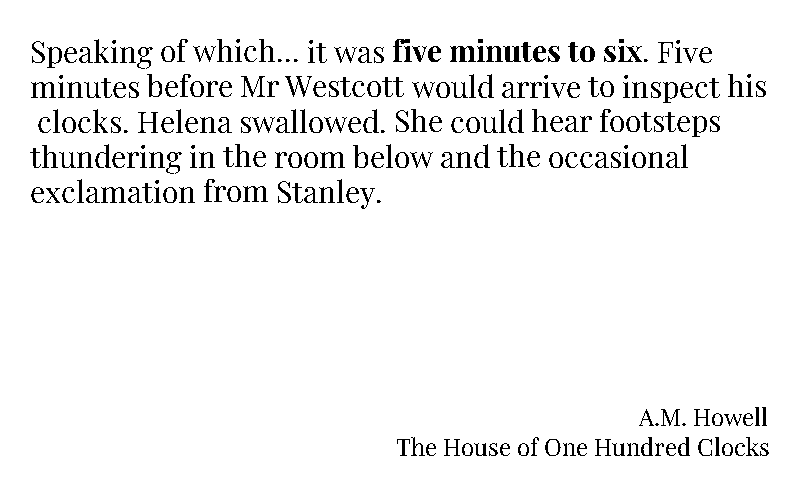 Speaking of which... it was five minutes to six. Five
minutes before Mr Westcott would arrive to inspect his
clocks. Helena swallowed. She could hear footsteps
thundering in the room below and the occasional
exclamation from Stanley.
A.M. Howell
The House of One Hundred Clocks